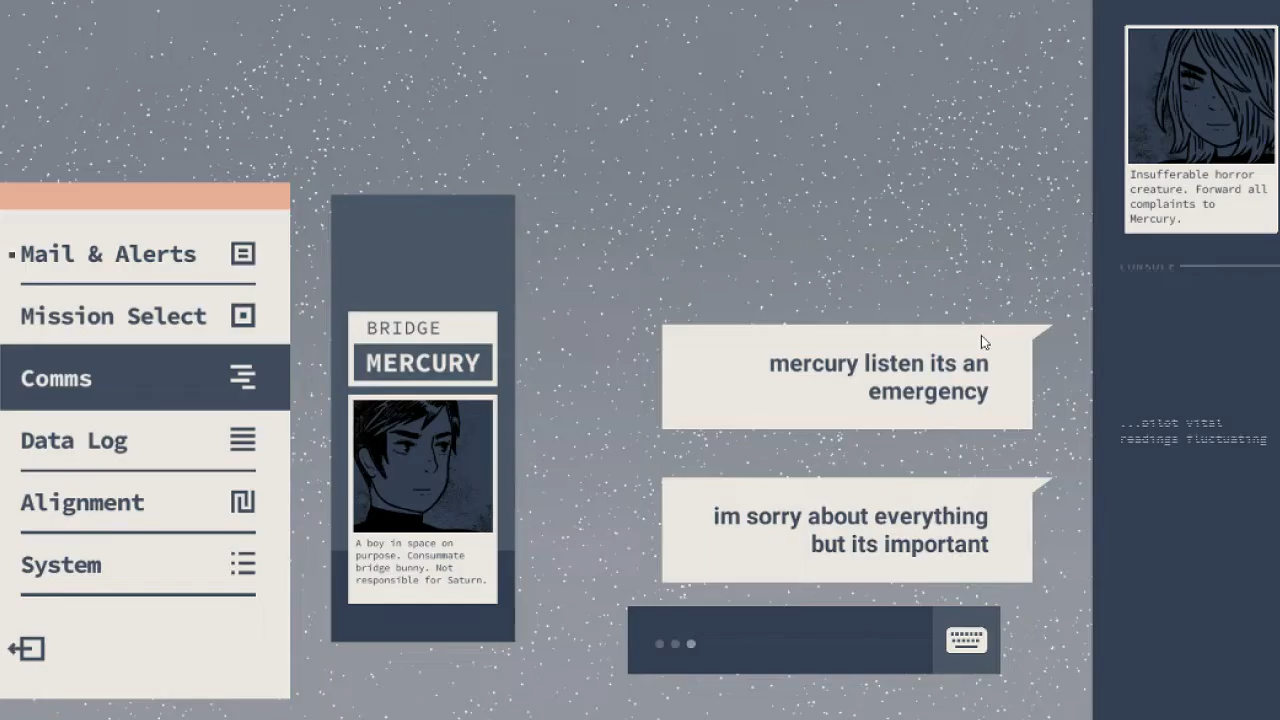 Mail & Alerts
Mission Select
Comms
Data Log
Alignment
System
BRIDGE
MERCURY
A boy in space on
purpose. Consummate
bridge bunny. Not
responsible for Saturn.
mercury listen its an
emergency
im sorry about everything
but its important
Insufferable horror
creature. Forward all
complaints to
Mercury.
CONSOLE
...pilot vital
readings fluctuating